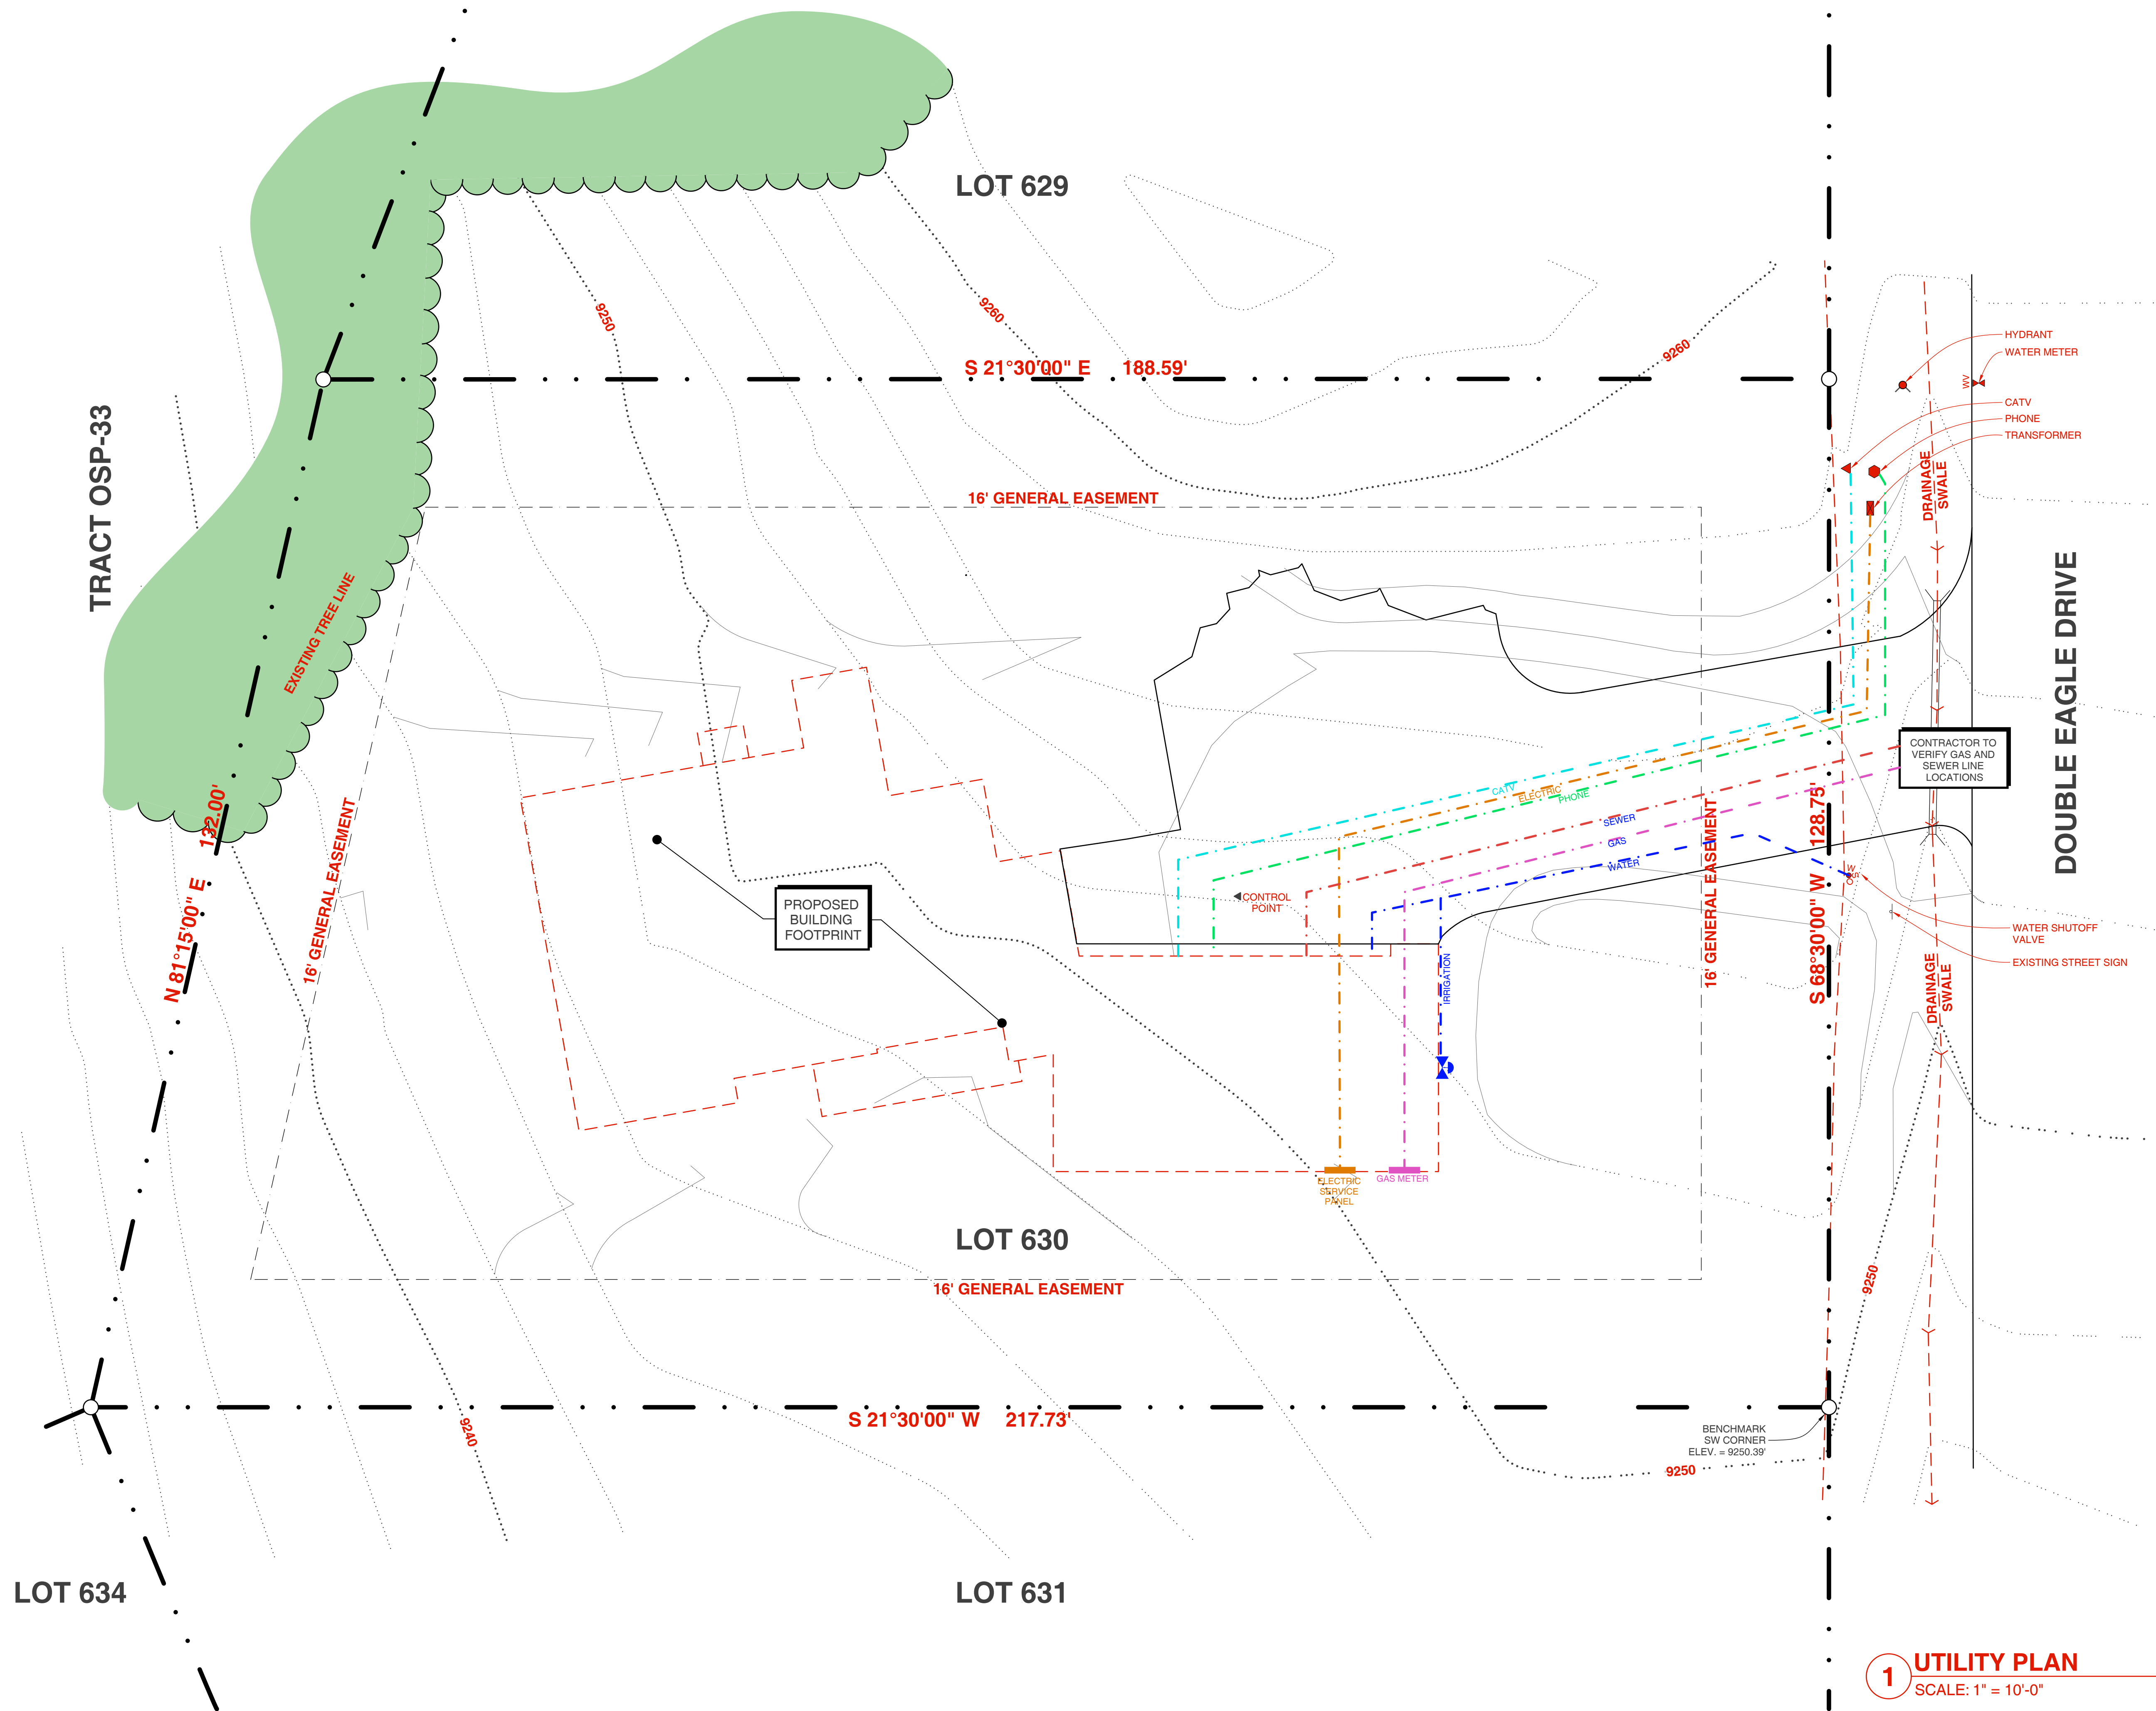 LOT 629
9250
9260
9260
S 21°30'00" E 188.59'
HYDRANT
WATER METER
WV
CATV
PHONE
TRANSFORMER
TRACT OSP-33
16' GENERAL EASEMENT
DRAINAGE
SWALE
EXISTING TREE LINE
DOUBLE EAGLE DRIVE
CONTRACTOR TO
VERIFY GAS AND
SEWER LINE
LOCATIONS
CATV
ELECTRIC
PHONE
SEWER
GAS
WATER
N 81°15'00" E 132.00'
16' GENERAL EASEMENT
PROPOSED
BUILDING
FOOTPRINT
CONTROL
POINT
16' GENERAL EASEMENT
S 68°30'00" W 128.75'
WSO
WATER SHUTOFF
VALVE
EXISTING STREET SIGN
IRRIGATION
DRAINAGE
SWALE
ELECTRIC
SERVICE
PANEL
GAS METER
LOT 630
16' GENERAL EASEMENT
9250
S 21°30'00" W 217.73'
9240
BENCHMARK
SW CORNER
ELEV. = 9250.39'
9250
LOT 634
LOT 631
1 UTILITY PLAN
SCALE: 1" = 10'-0"